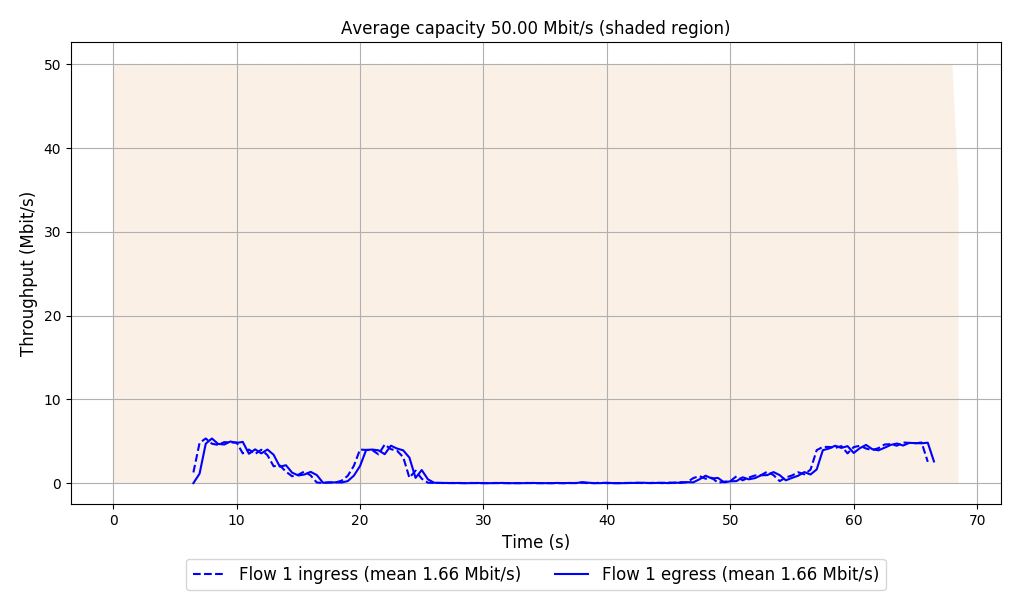 Average capacity 50.00 Mbit/s (shaded region)
Throughput (Mbit/s)
50
40
30
20
10
0
0 10 20 30 40 50 60 70
Time (s)
Flow 1 ingress (mean 1.66 Mbit/s) Flow 1 egress (mean 1.66 Mbit/s)